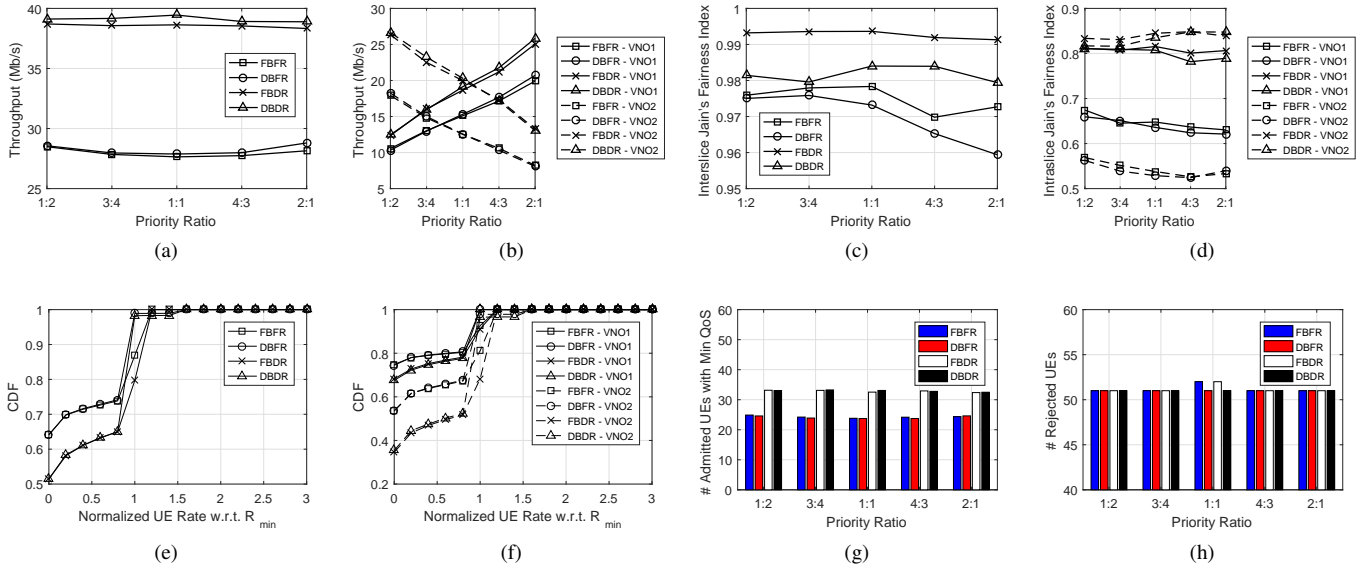 Throughput (Mb/s)
40
35
30
25
1:2
3:4
1:1
4:3
2:1
Priority Ratio
FBFR
DBFR
FBDR
DBDR
(a)
Throughput (Mb/s)
30
25
20
15
10
5
1:2
3:4
1:1
4:3
2:1
Priority Ratio
FBFR - VNO1
DBFR - VNO1
FBDR - VNO1
DBDR - VNO1
FBFR - VNO2
DBFR - VNO2
FBDR - VNO2
DBDR - VNO2
(b)
Interslice Jain's Fairness Index
1
0.99
0.98
0.97
0.96
0.95
1:2
3:4
1:1
4:3
2:1
Priority Ratio
FBFR
DBFR
FBDR
DBDR
(c)
Intraslice Jain's Fairness Index
0.9
0.8
0.7
0.6
0.5
1:2
3:4
1:1
4:3
2:1
Priority Ratio
FBFR - VNO1
DBFR - VNO1
FBDR - VNO1
DBDR - VNO1
FBFR - VNO2
DBFR - VNO2
FBDR - VNO2
DBDR - VNO2
(d)
CDF
1
0.9
0.8
0.7
0.6
0.5
0
0.5
1
1.5
2
2.5
3
Normalized UE Rate w.r.t. R min
FBFR
DBFR
FBDR
DBDR
(e)
CDF
1
0.8
0.6
0.4
0.2
0
0.5
1
1.5
2
2.5
3
Normalized UE Rate w.r.t. R min
FBFR - VNO1
DBFR - VNO1
FBDR - VNO1
DBDR - VNO1
FBFR - VNO2
DBFR - VNO2
FBDR - VNO2
DBDR - VNO2
(f)
# Admitted UEs with Min QoS
60
50
40
30
20
10
0
1:2
3:4
1:1
4:3
2:1
Priority Ratio
FBFR
DBFR
FBDR
DBDR
(g)
# Rejected UEs
60
55
50
45
40
1:2
3:4
1:1
4:3
2:1
Priority Ratio
FBFR
DBFR
FBDR
DBDR
(h)